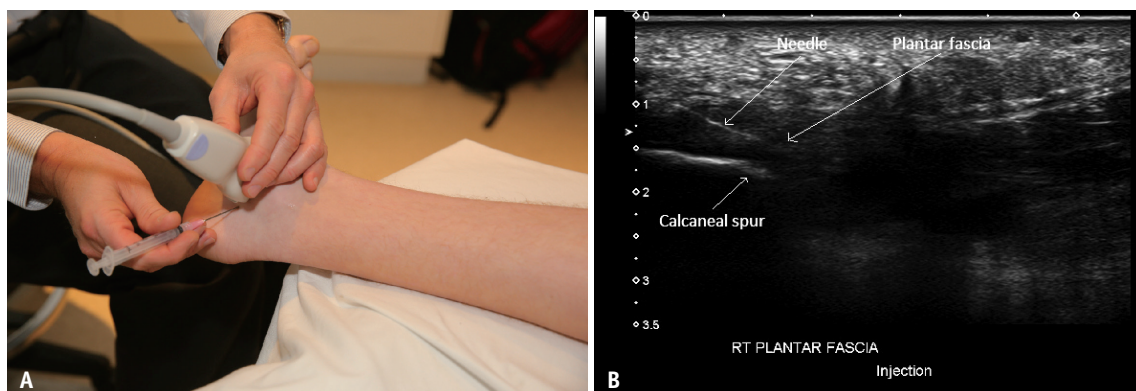 A
B
0
Needle
Plantar fascia
1
2
Calcaneal spur
3
3.5
RT PLANTAR FASCIA
Injection